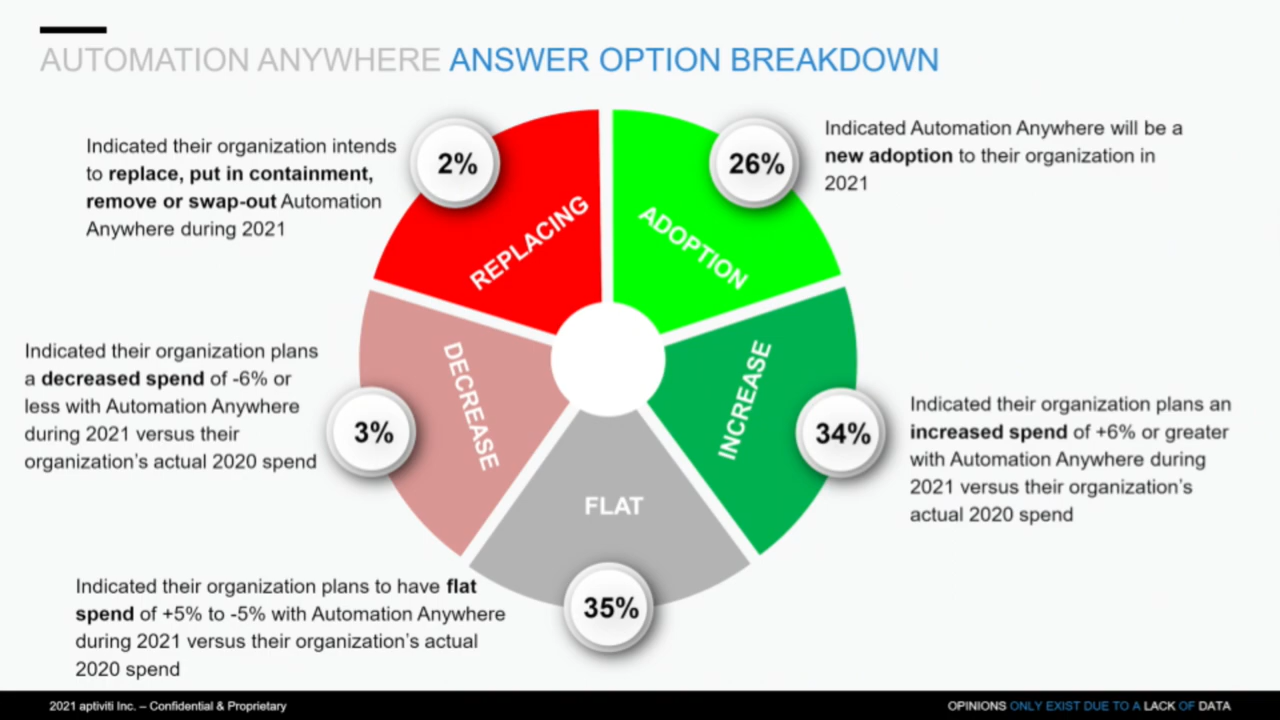 AUTOMATION ANYWHERE ANSWER OPTION BREAKDOWN
Indicated their organization intends
to replace, put in containment,
remove or swap-out Automation
Anywhere during 2021
2%
REPLACING
26%
ADOPTION
Indicated Automation Anywhere will be a
new adoption to their organization in
2021
Indicated their organization plans
a decreased spend of -6% or
less with Automation Anywhere
during 2021 versus their
organization's actual 2020 spend
3%
DECREASE
INCREASE
34%
Indicated their organization plans an
increased spend of +6% or greater
with Automation Anywhere during
2021 versus their organization's
actual 2020 spend
FLAT
35%
Indicated their organization plans to have flat
spend of +5% to -5% with Automation Anywhere
during 2021 versus their organization's actual
2020 spend
2021 aptiviti Inc. – Confidential & Proprietary
OPINIONS ONLY EXIST DUE TO A LACK OF DATA